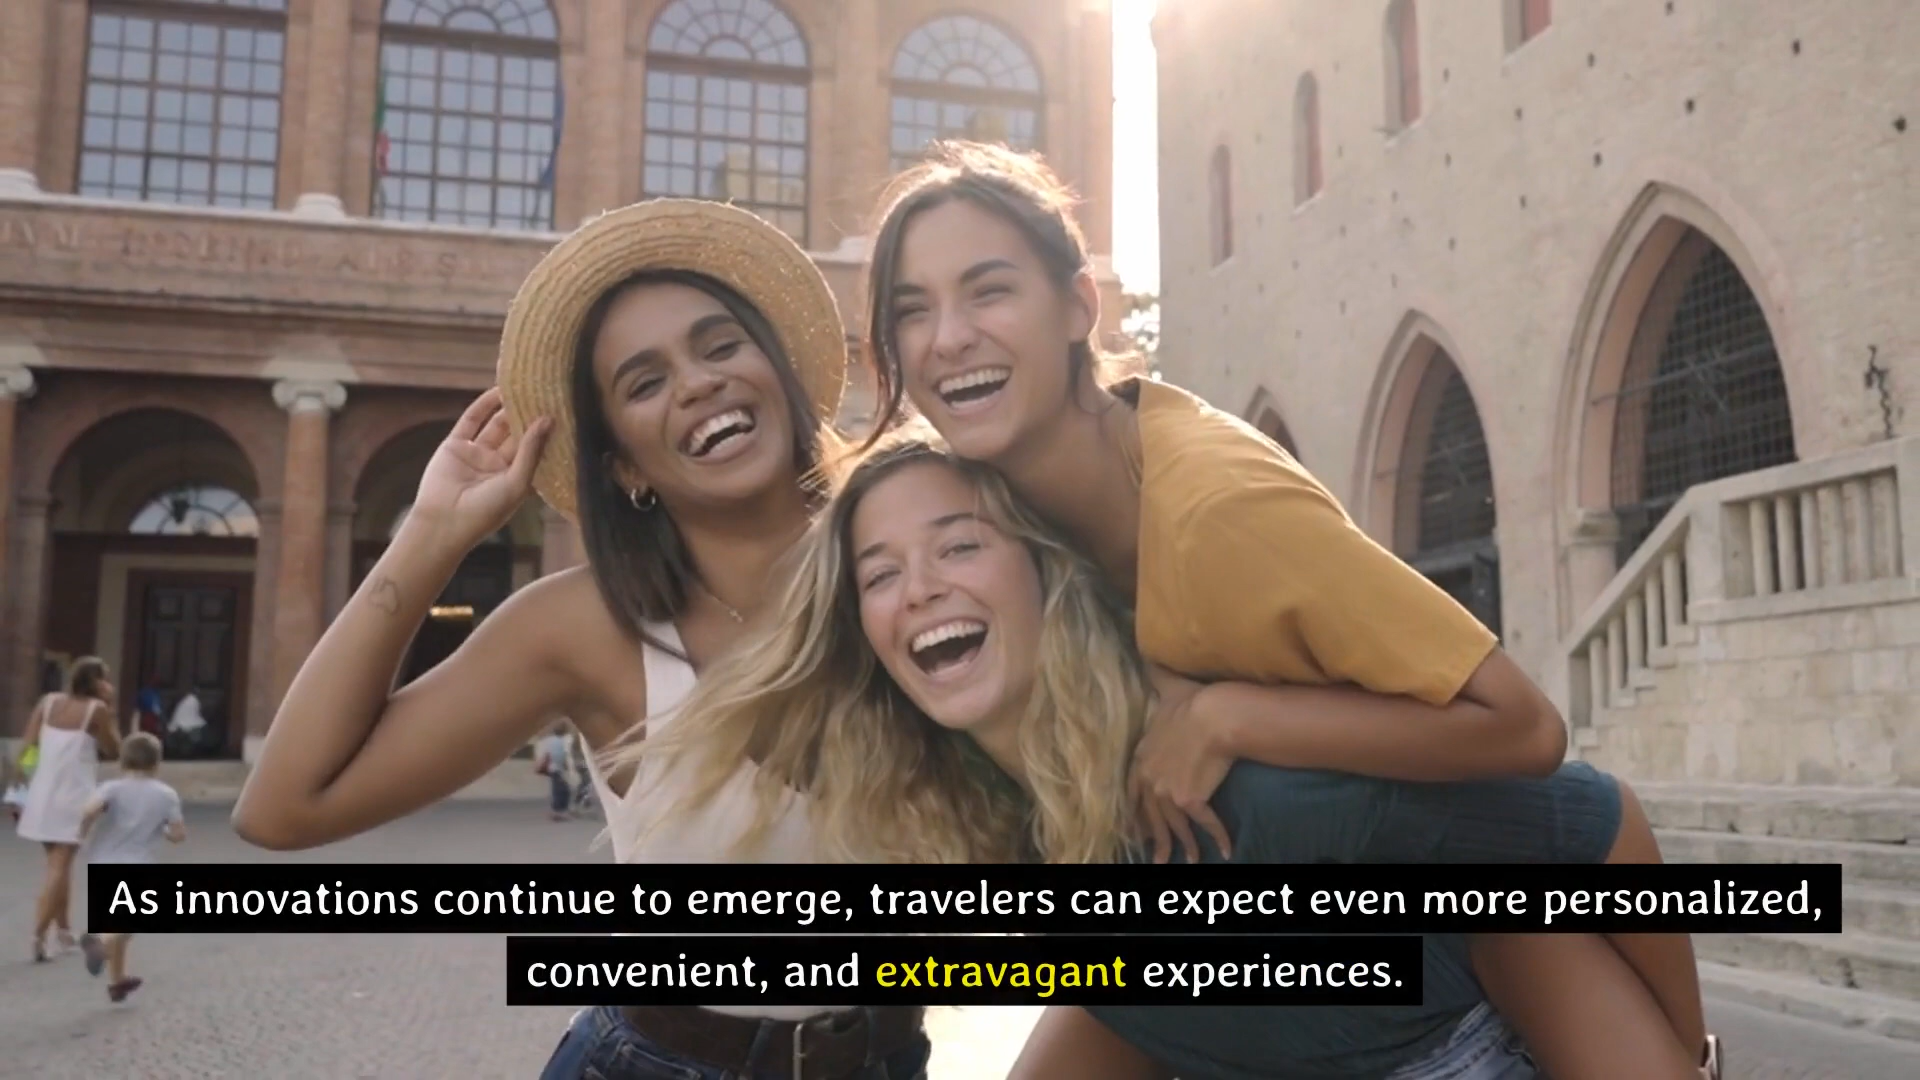 As innovations continue to emerge, travelers can expect even more personalized,
convenient, and extravagant experiences.